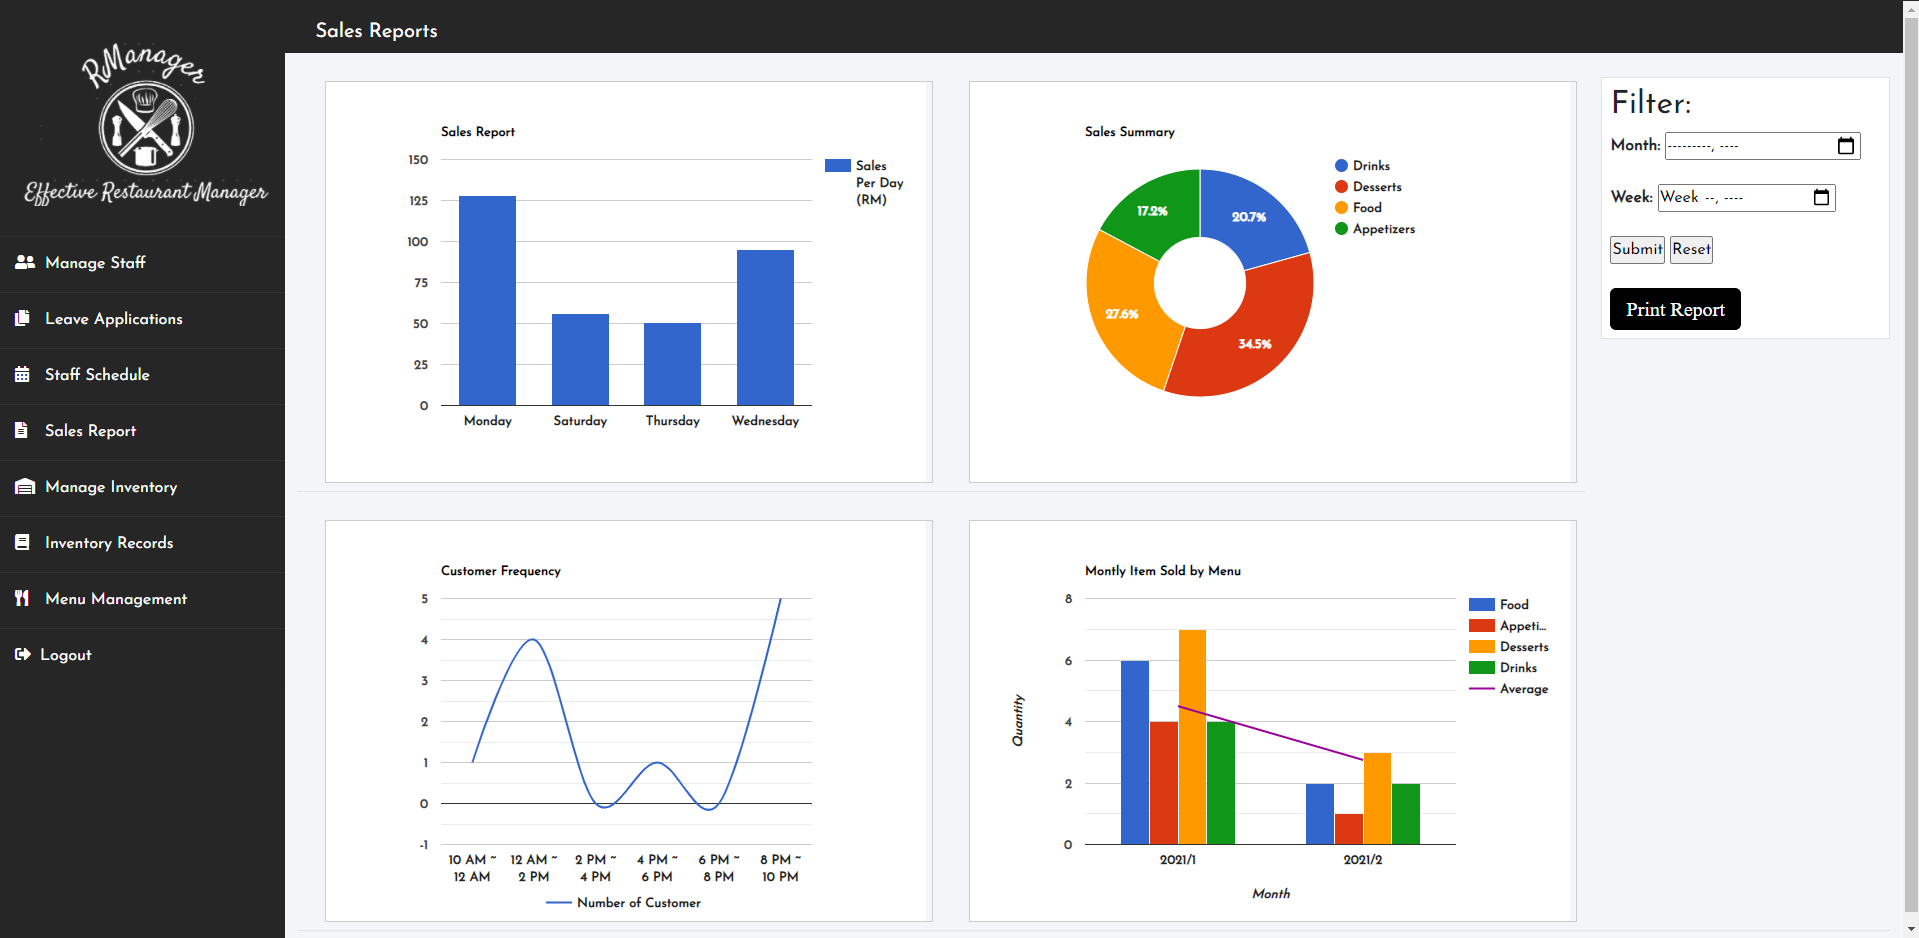 RManager
Effective Restaurant Manager
Manage Staff
Leave Applications
Staff Schedule
Sales Report
Manage Inventory
Inventory Records
Menu Management
Logout
Sales Reports
Sales Report
150
125
100
75
50
25
0
Monday Saturday Thursday Wednesday
Sales
Per Day
(RM)
Sales Summary
20.7%
34.5%
27.6%
17.2%
Drinks
Desserts
Food
Appetizers
Customer Frequency
5
4
3
2
1
0
-1
10 AM ~ 12 AM ~ 2 PM ~ 4 PM ~ 6 PM ~ 8 PM ~
12 AM 2 PM 4 PM 6 PM 8 PM 10 PM
Number of Customer
Montly Item Sold by Menu
8
6
4
2
0
Quantity
2021/1 2021/2
Month
Food
Appeti...
Desserts
Drinks
Average
Filter:
Month: ---------, ----
Week: Week --, ----
Submit Reset
Print Report